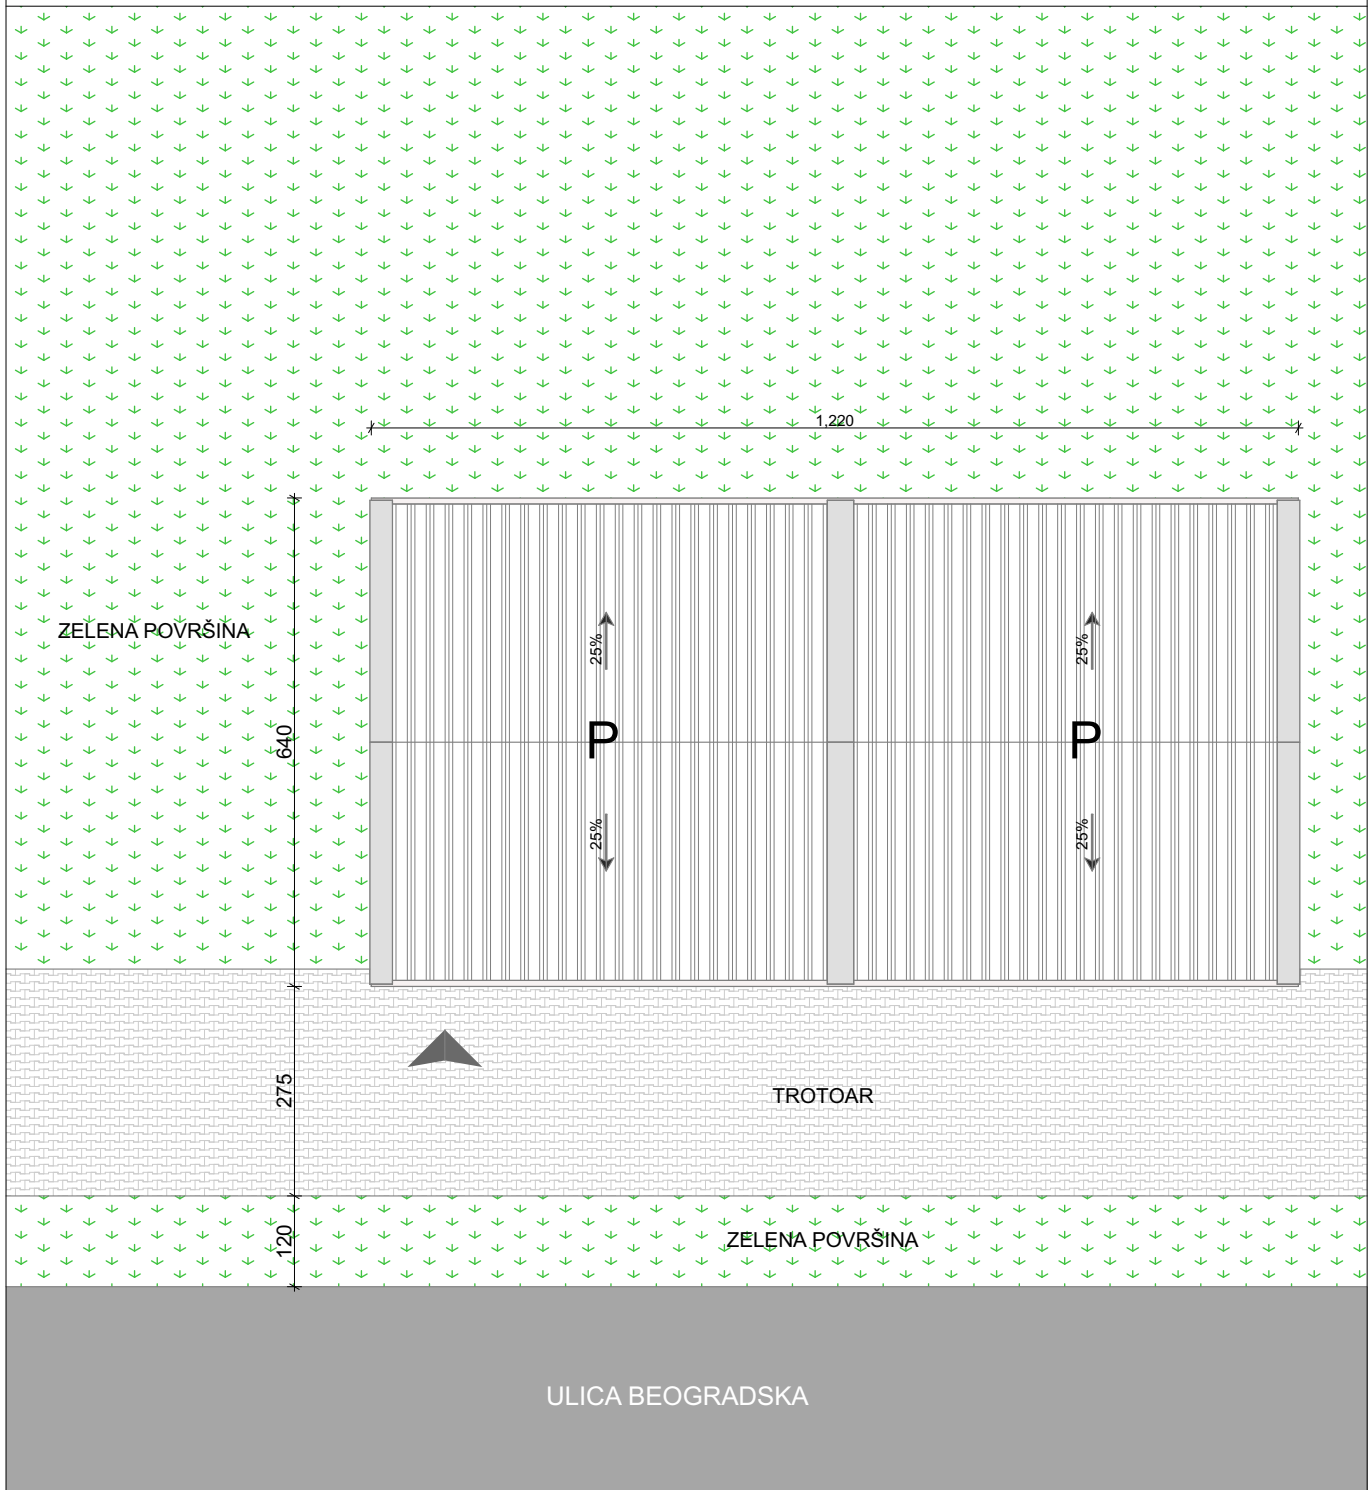 1,220
25%
25%
ZELENA POVRŠINA
640
P
P
25%
25%
275
TROTOAR
120
ZELENA POVRŠINA
ULICA BEOGRADSKA